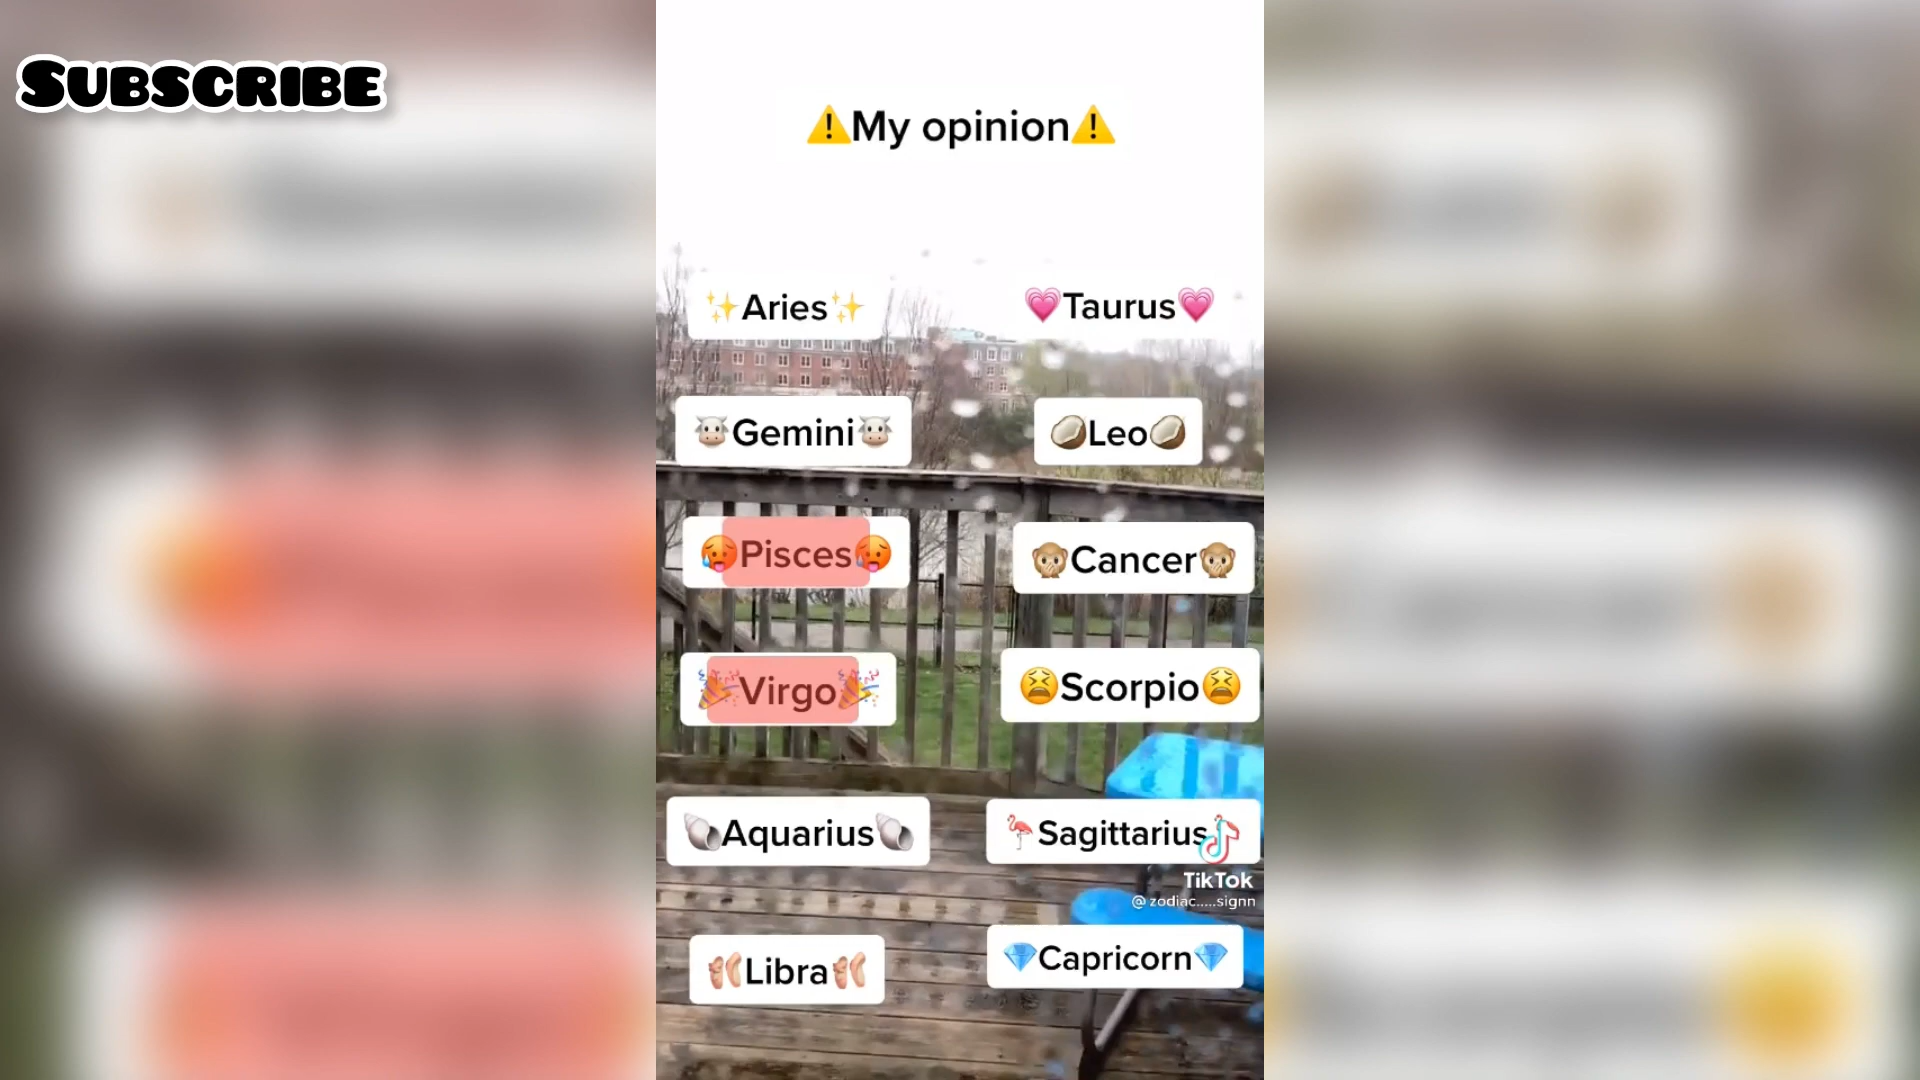 SUBSCRIBE
⚠️My opinion⚠️
✨Aries✨
💗Taurus💗
🐮Gemini🐮
🥥Leo🥥
🥵Pisces🥵
🙊Cancer🙊
🎉Virgo🎉
😫Scorpio😫
🐚Aquarius🐚
🦩Sagittarius🦩
TikTok
@zodiac.....signn
🩰Libra🩰
💎Capricorn💎